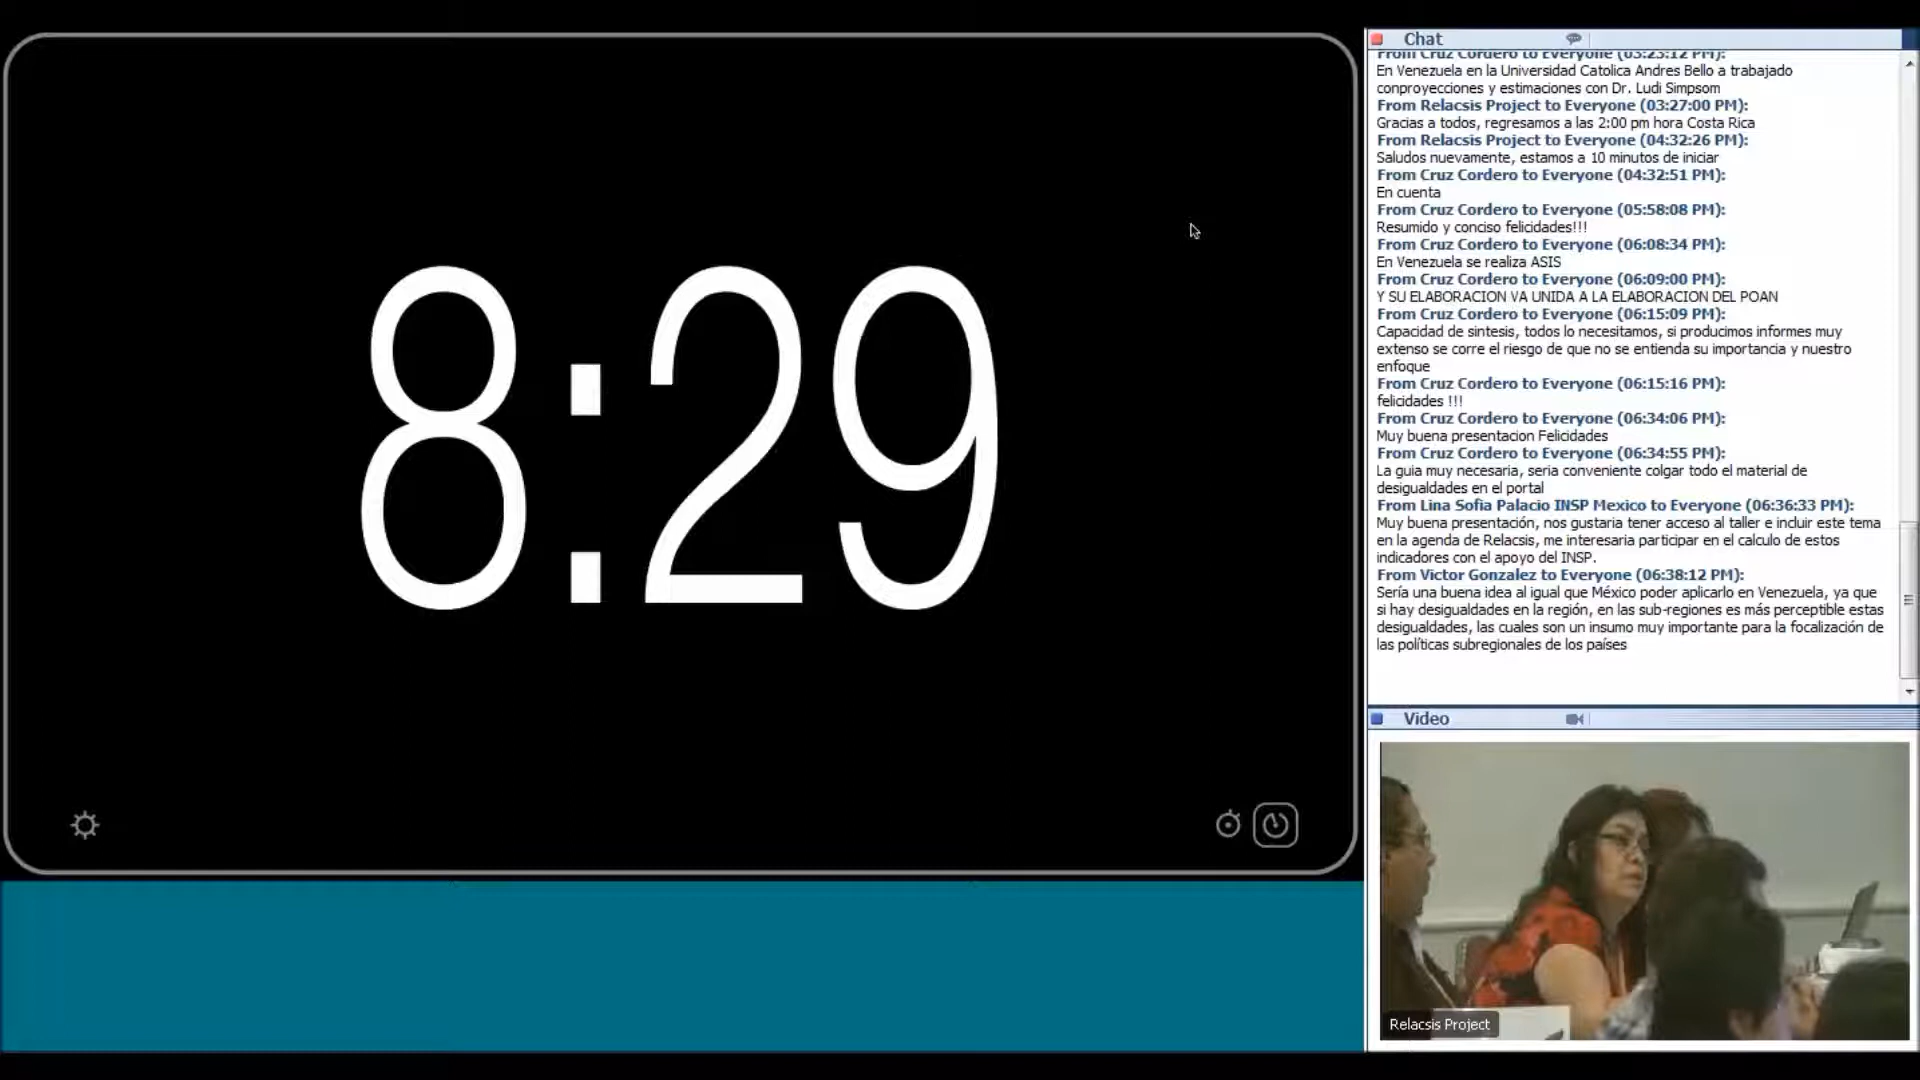 8:29
Chat
From Cruz Cordero to Everyone (03:23:12 PM):
En Venezuela en la Universidad Catolica Andres Bello a trabajado
conproyecciones y estimaciones con Dr. Ludi Simpsom
From Relacsis Project to Everyone (03:27:00 PM):
Gracias a todos, regresamos a las 2:00 pm hora Costa Rica
From Relacsis Project to Everyone (04:32:26 PM):
Saludos nuevamente, estamos a 10 minutos de iniciar
From Cruz Cordero to Everyone (04:32:51 PM):
En cuenta
From Cruz Cordero to Everyone (05:58:08 PM):
Resumido y conciso felicidades!!!
From Cruz Cordero to Everyone (06:08:34 PM):
En Venezuela se realiza ASIS
From Cruz Cordero to Everyone (06:09:00 PM):
Y SU ELABORACION VA UNIDA A LA ELABORACION DEL POAN
From Cruz Cordero to Everyone (06:15:09 PM):
Capacidad de sintesis, todos lo necesitamos, si producimos informes muy
extenso se corre el riesgo de que no se entienda su importancia y nuestro
enfoque
From Cruz Cordero to Everyone (06:15:16 PM):
felicidades !!!
From Cruz Cordero to Everyone (06:34:06 PM):
Muy buena presentacion Felicidades
From Cruz Cordero to Everyone (06:34:55 PM):
La guia muy necesaria, seria conveniente colgar todo el material de
desigualdades en el portal
From Lina Sofia Palacio INSP Mexico to Everyone (06:36:33 PM):
Muy buena presentación, nos gustaria tener acceso al taller e incluir este tema
en la agenda de Relacsis, me interesaria participar en el calculo de estos
indicadores con el apoyo del INSP.
From Victor Gonzalez to Everyone (06:38:12 PM):
Sería una buena idea al igual que México poder aplicarlo en Venezuela, ya que
si hay desigualdades en la región, en las sub-regiones es más perceptible estas
desigualdades, las cuales son un insumo muy importante para la focalización de
las políticas subregionales de los países
Video
Relacsis Project